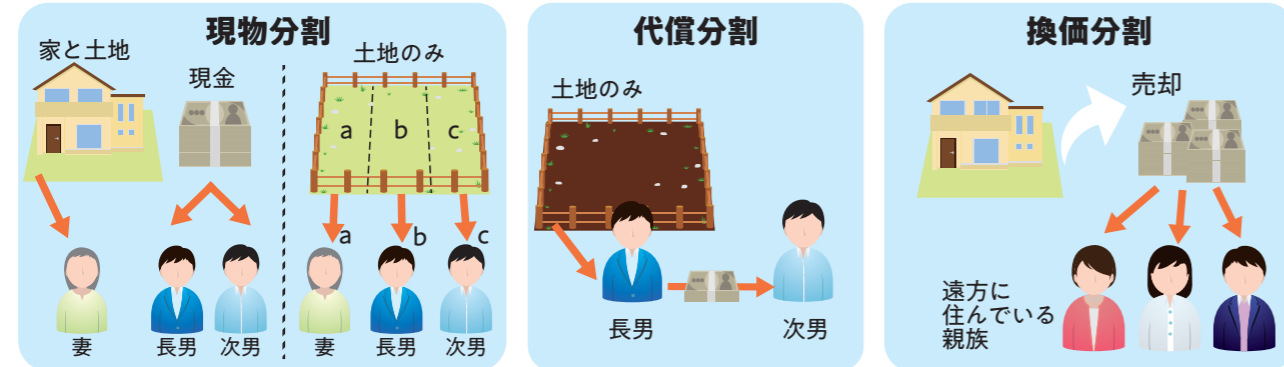 現物分割
家と土地
現金
妻
長男
次男
土地のみ
a
b
c
a
b
c
妻
長男
次男
代償分割
土地のみ
長男
次男
換価分割
売却
遠方に
住んでいる
親族